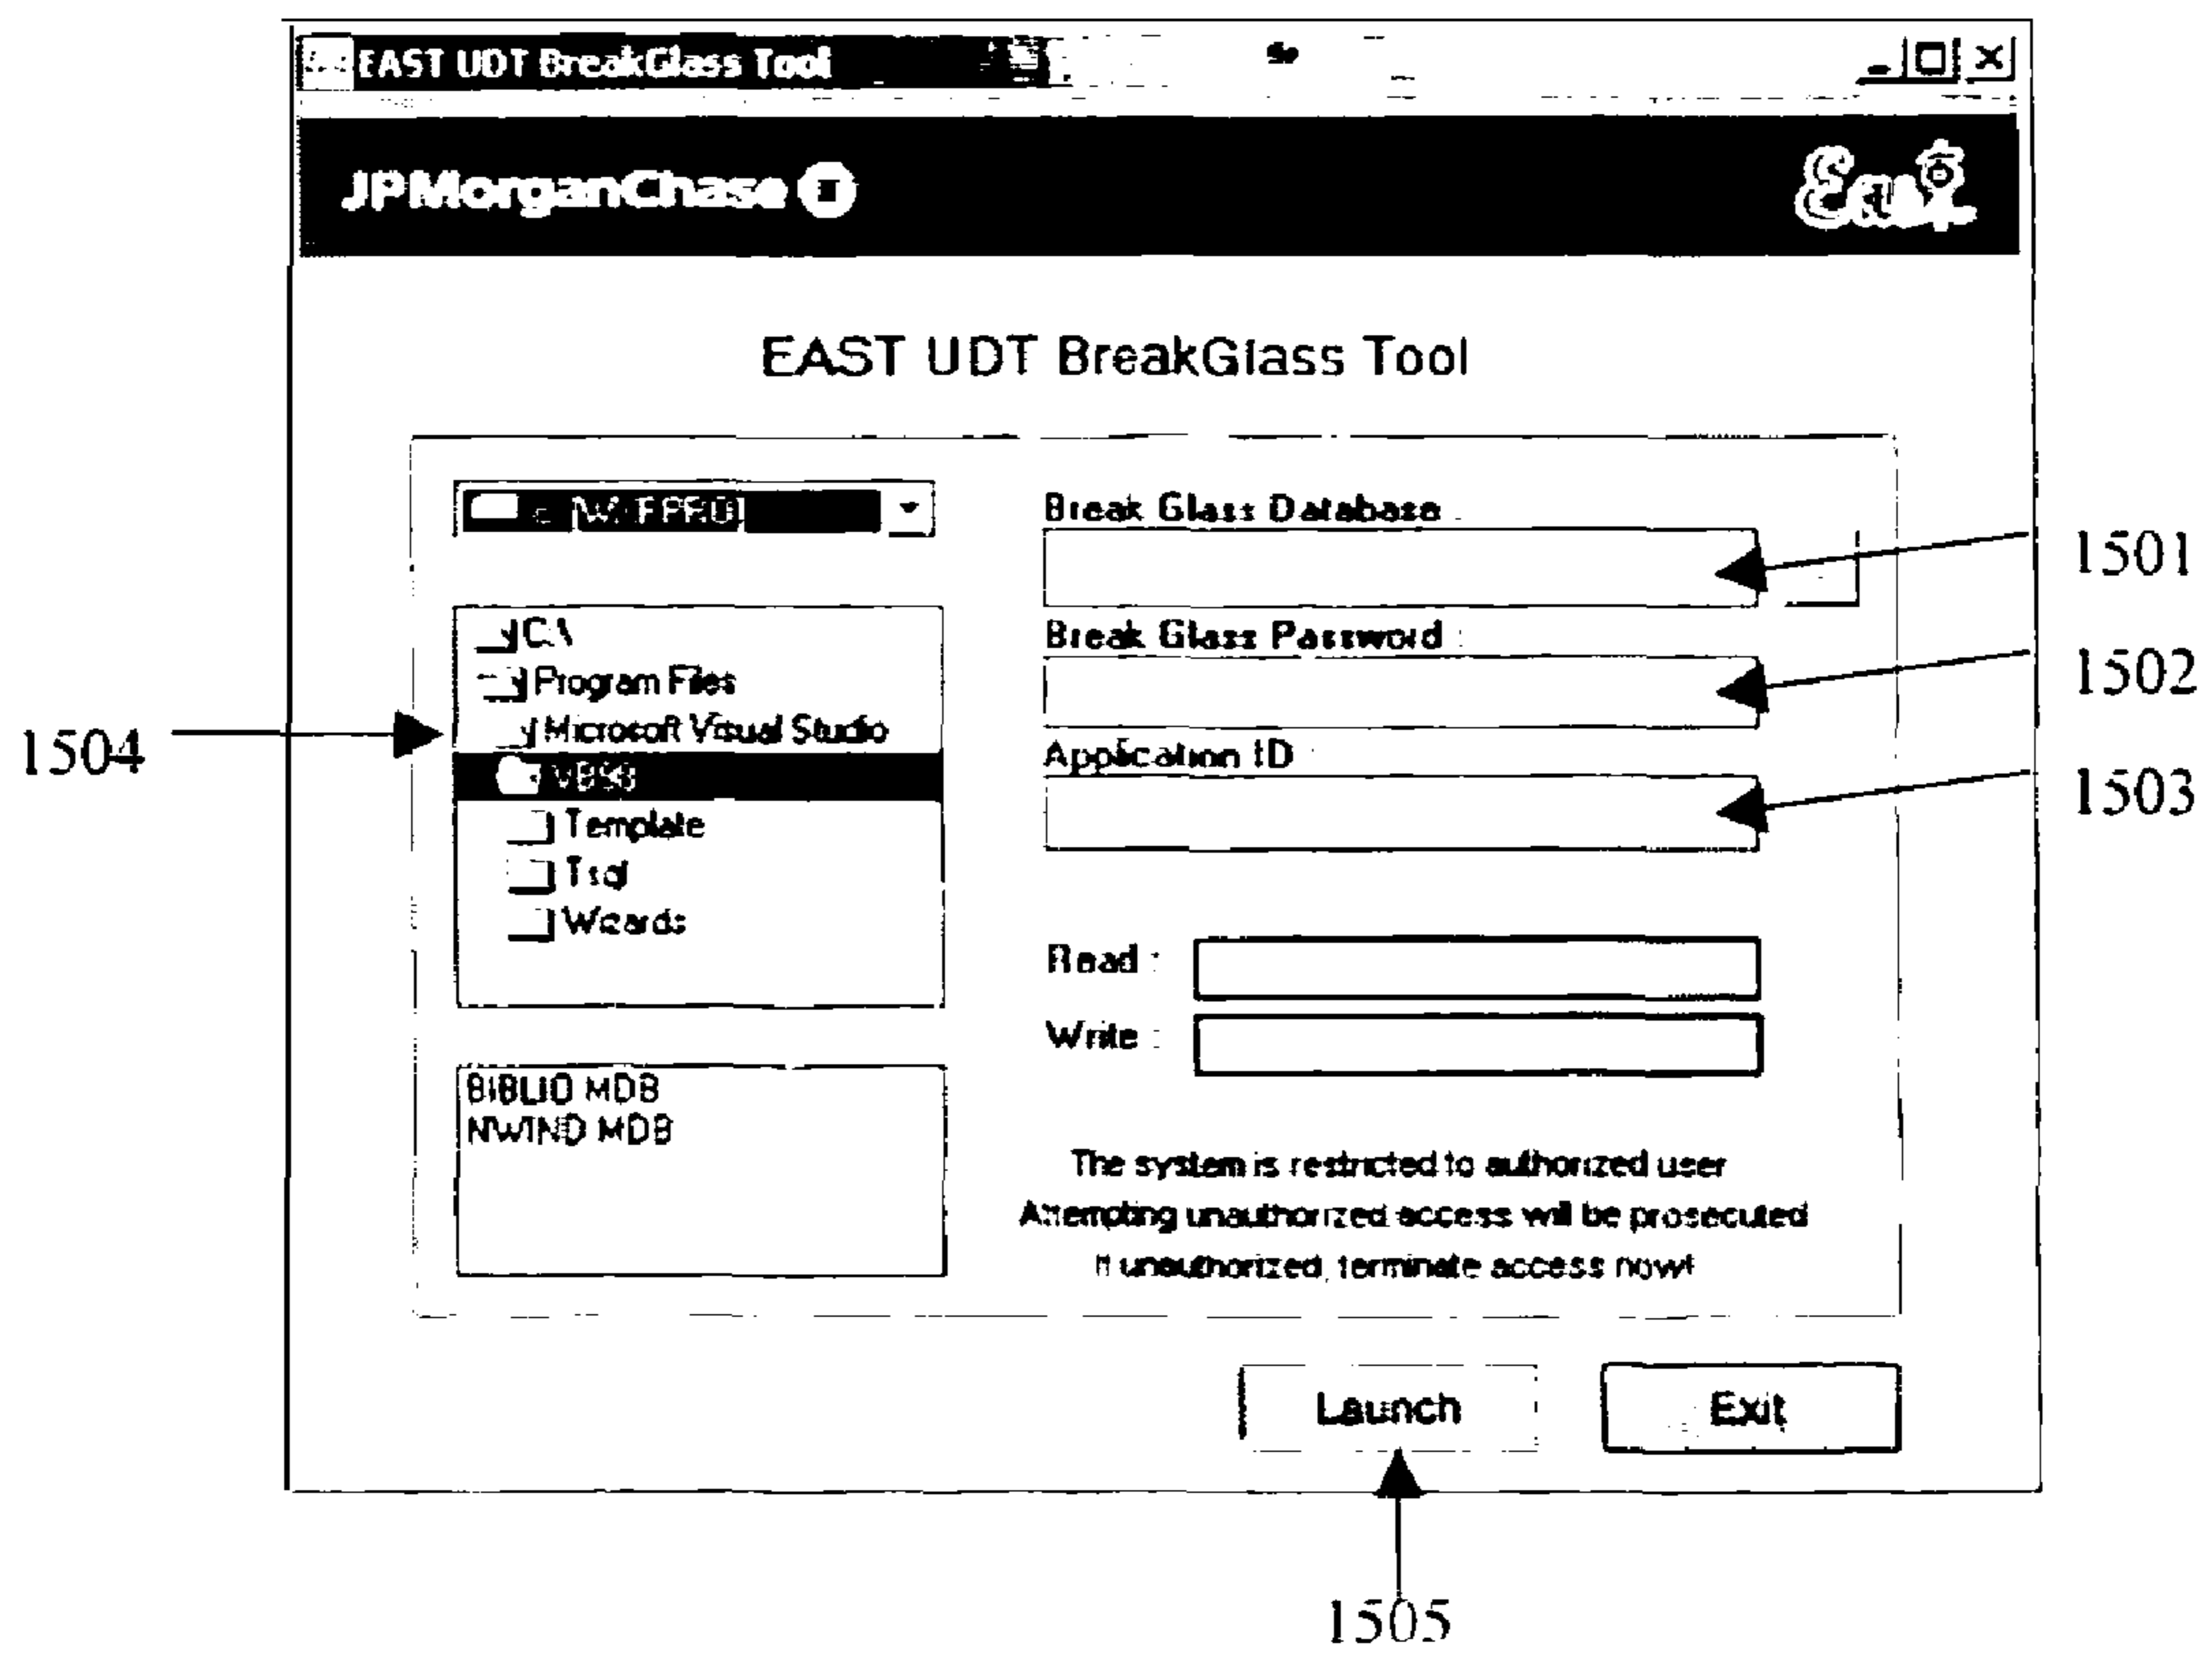 EAST UDT BreakGlass Tool
JPMorganChase
East
EAST UDT BreakGlass Tool
Break Glass Database :
1501
C:\
Break Glass Password :
Program Files
1502
Microsoft Visual Studio
1504
Application ID
1503
Template
Tsql
Wizards
Read :
Write :
BIBLIO MDB
NWIND MDB
The system is restricted to authorized user
Attempting unauthorized access will be prosecuted
If unauthorized, terminate access now!
Launch
Exit
1505